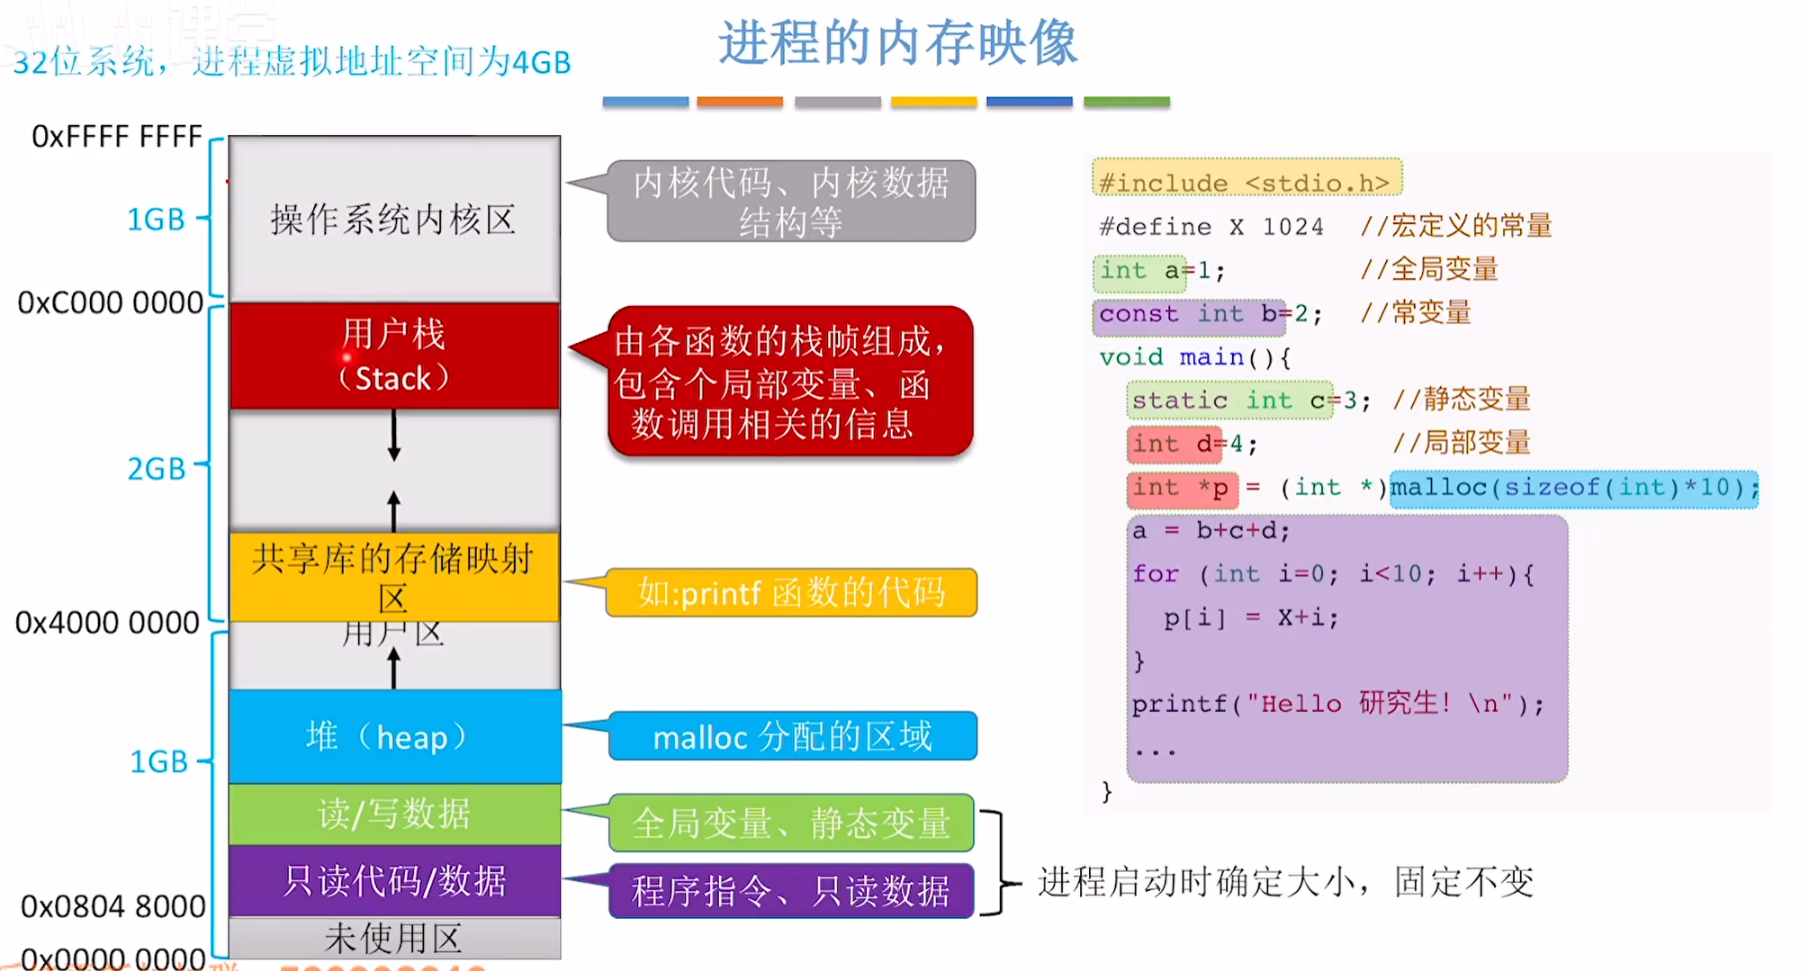 进程的内存映像
课堂
32位系统，进程虚拟地址空间为4GB
0xFFFF FFFF
1GB
操作系统内核区
内核代码、内核数据
结构等
0xC000 0000
用户栈
（Stack）
由各函数的栈帧组成，
包含个局部变量、函
数调用相关的信息
2GB
共享库的存储映射
区
如:printf 函数的代码
0x4000 0000
用户区
堆（heap）
malloc 分配的区域
1GB
读/写数据
全局变量、静态变量
只读代码/数据
程序指令、只读数据
进程启动时确定大小，固定不变
0x0804 8000
未使用区
0x0000 0000
#include <stdio.h>
#define X 1024 //宏定义的常量
int a=1; //全局变量
const int b=2; //常变量
void main(){
static int c=3; //静态变量
int d=4; //局部变量
int *p = (int *)malloc(sizeof(int)*10);
a = b+c+d;
for (int i=0; i<10; i++){
p[i] = X+i;
}
printf("Hello 研究生！\n");
...
}